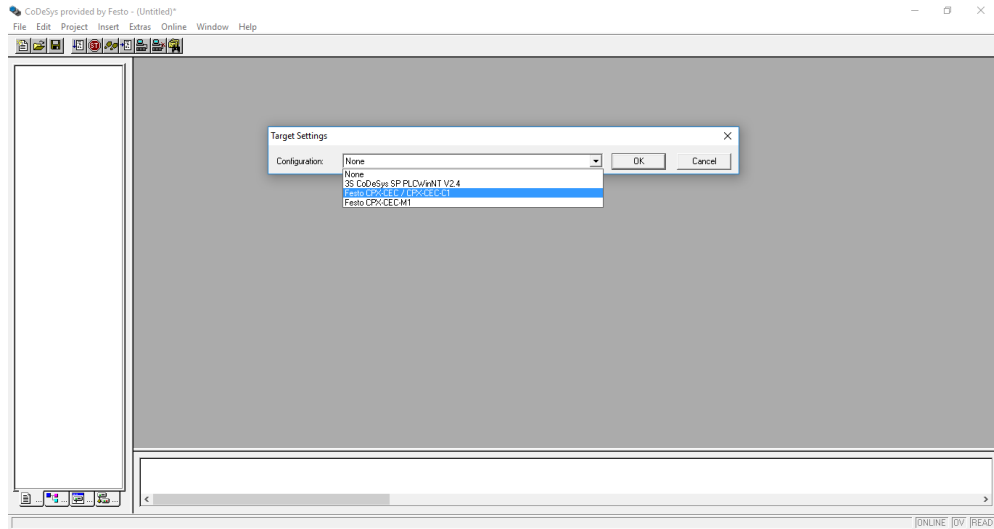 CoDeSys provided by Festo - (Untitled)*
File Edit Project Insert Extras Online Window Help
Target Settings
Configuration: None OK Cancel
None
3S CoDeSys SP PLCWinNT V2.4
Festo CPX-CEC / CPX-CEC-C1
Festo CPX-CEC-M1
ONLINE OV READ